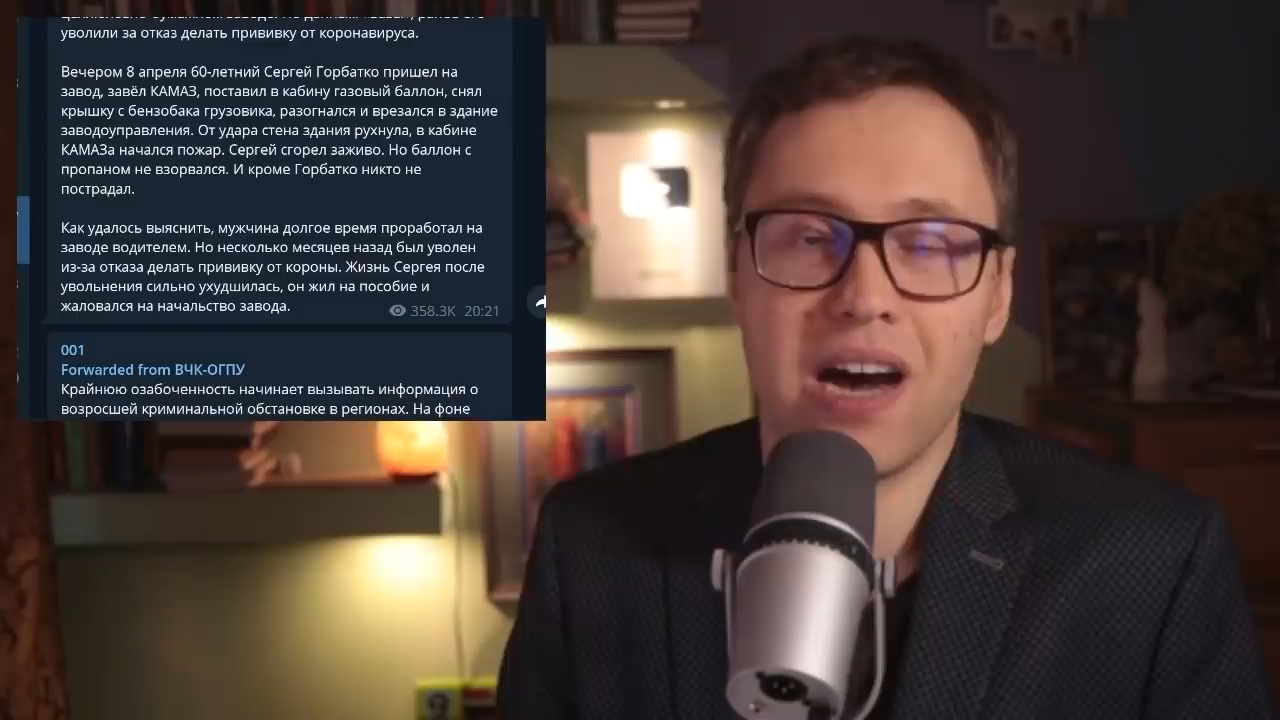 уволили за отказ делать прививку от коронавируса.
Вечером 8 апреля 60-летний Сергей Горбатко пришел на
завод, завёл КАМАЗ, поставил в кабину газовый баллон, снял
крышку с бензобака грузовика, разогнался и врезался в здание
заводоуправления. От удара стена здания рухнула, в кабине
КАМАЗа начался пожар. Сергей сгорел заживо. Но баллон с
пропаном не взорвался. И кроме Горбатко никто не
пострадал.
Как удалось выяснить, мужчина долгое время проработал на
заводе водителем. Но несколько месяцев назад был уволен
из-за отказа делать прививку от короны. Жизнь Сергея после
увольнения сильно ухудшилась, он жил на пособие и
жаловался на начальство завода.
358.3K 20:21
001
Forwarded from ВЧК-ОГПУ
Крайнюю озабоченность начинает вызывать информация о
возросшей криминальной обстановке в регионах. На фоне